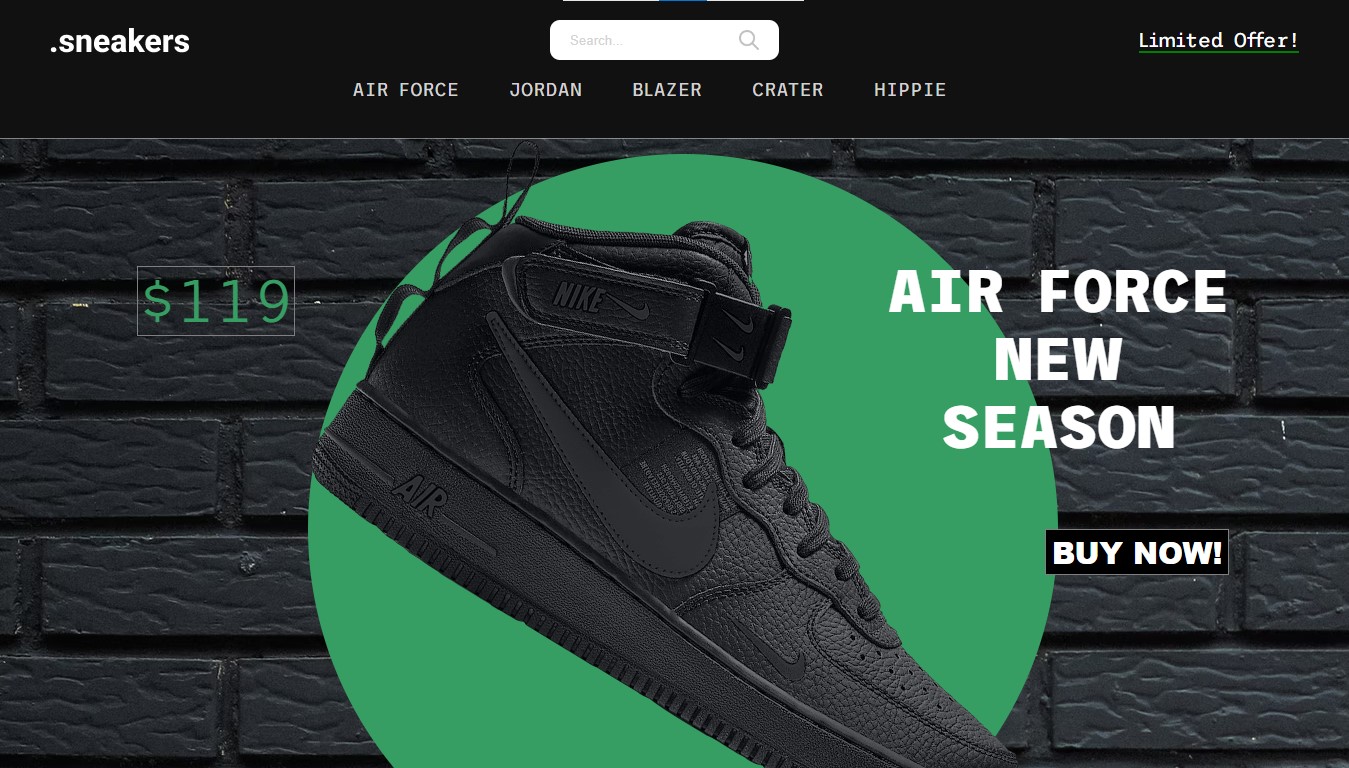 .sneakers
Search...
Limited Offer!
AIR FORCE JORDAN BLAZER CRATER HIPPIE
$119
AIR FORCE
NEW
SEASON
BUY NOW!
NIKE
AIR